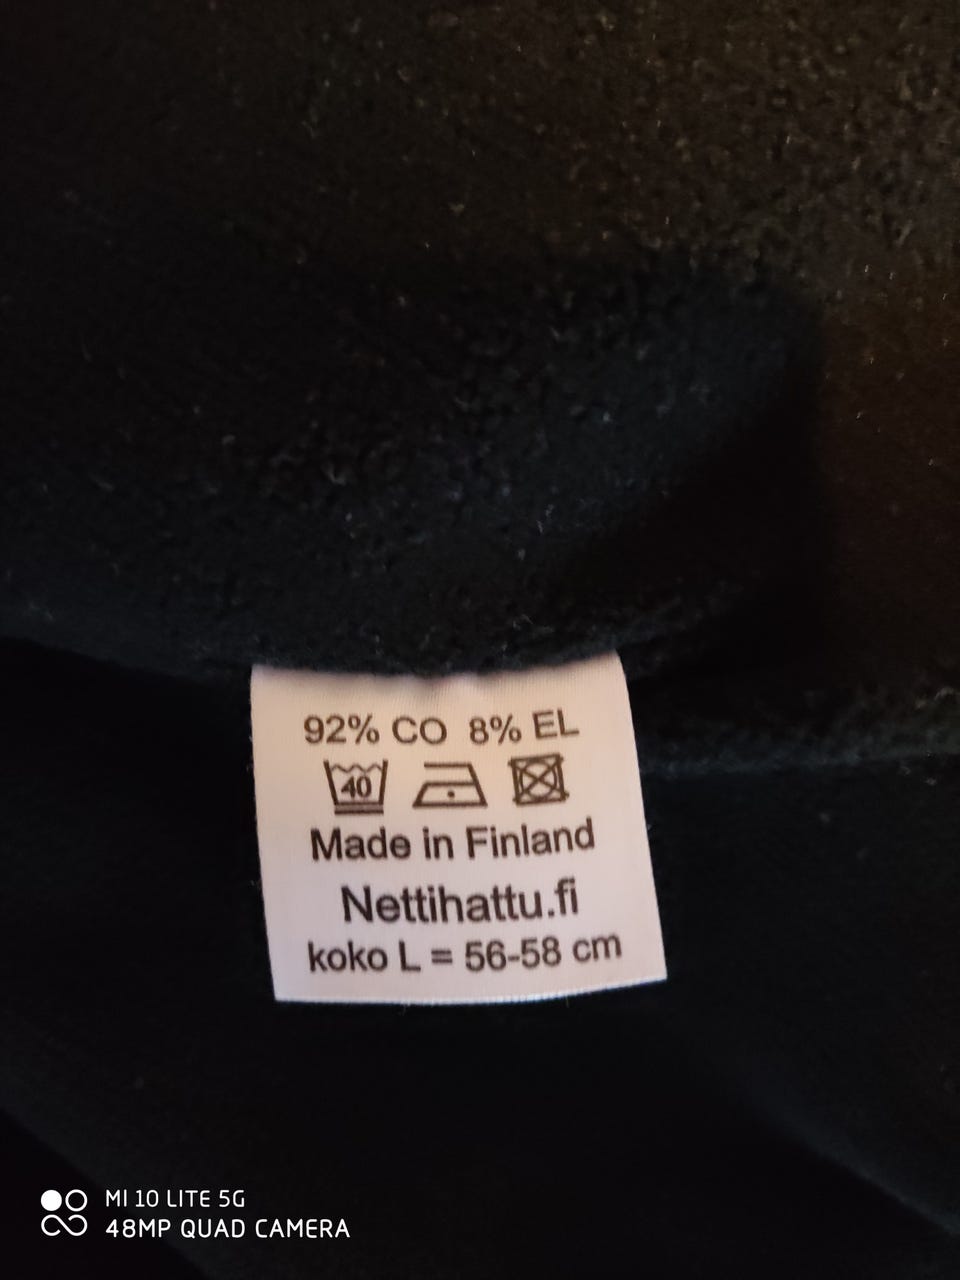 92% CO 8% EL
40
Made in Finland
Nettihattu.fi
koko L = 56-58 cm
MI 10 LITE 5G
48MP QUAD CAMERA